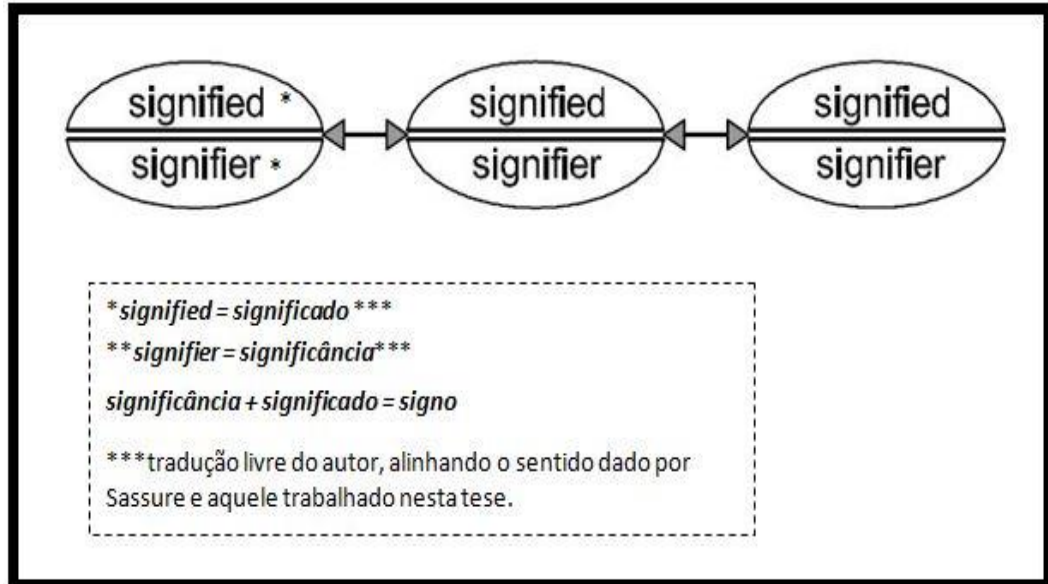 signified * signified signified
signifier * signifier signifier
*signified = significado ***
**signifier = significância***
significância + significado = signo
***tradução livre do autor, alinhando o sentido dado por
Sassure e aquele trabalhado nesta tese.